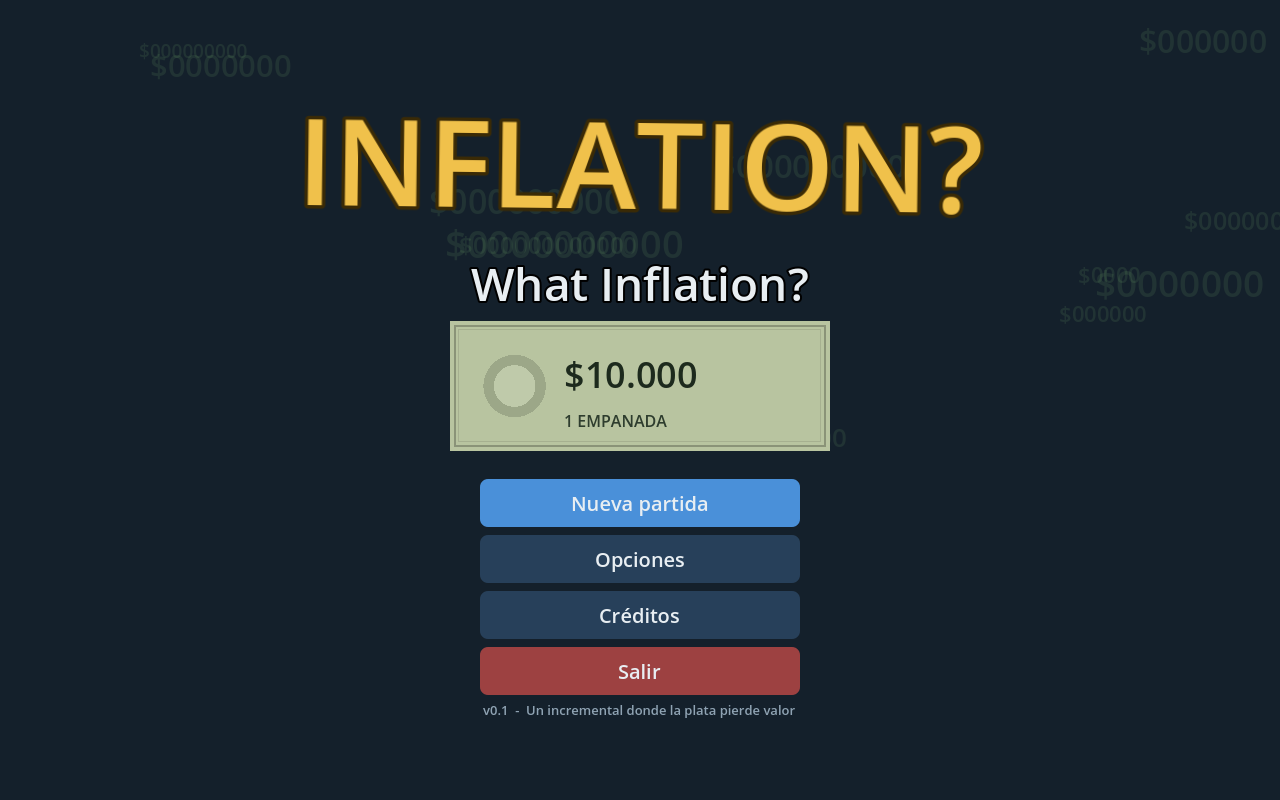 $000000000
$0000000
$000000
INFLATION?
$000000
What Inflation?
$0000
$0000000
$000000
$10.000
1 EMPANADA
Nueva partida
Opciones
Créditos
Salir
v0.1 - Un incremental donde la plata pierde valor